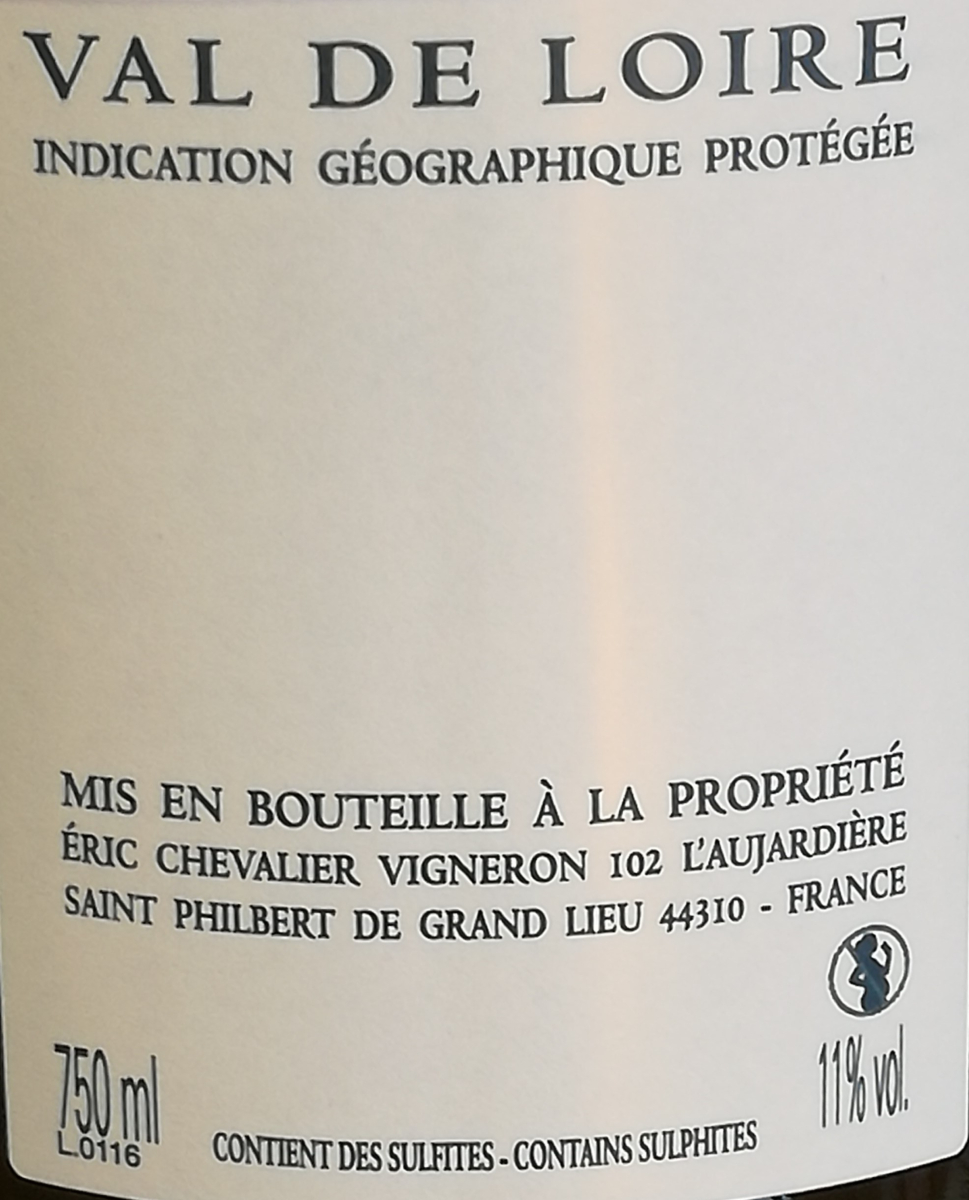 VAL DE LOIRE
INDICATION GÉOGRAPHIQUE PROTÉGÉE
MIS EN BOUTEILLE À LA PROPRIÉTÉ
ÉRIC CHEVALIER VIGNERON 102 L'AUJARDIÈRE
SAINT PHILBERT DE GRAND LIEU 44310 - FRANCE
750 ml
11% vol.
L.0116
CONTIENT DES SULFITES - CONTAINS SULPHITES